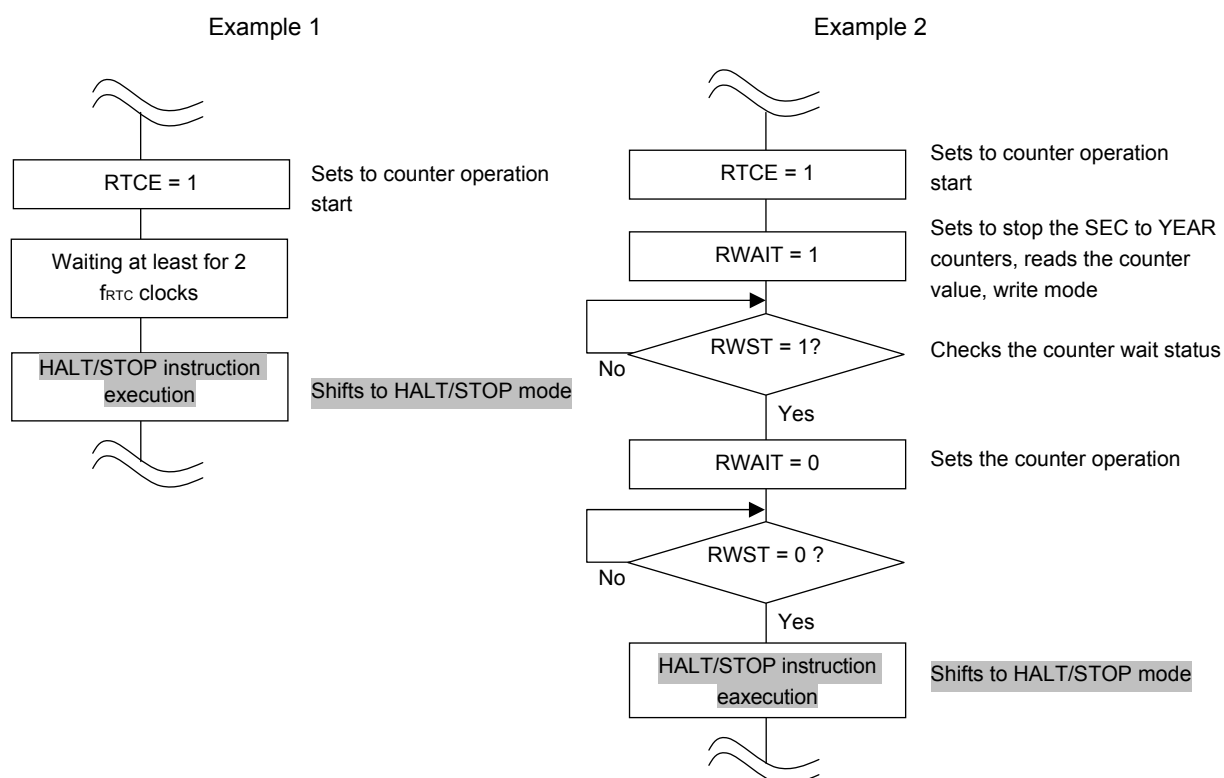 Example 1
RTCE = 1
Sets to counter operation
start
Waiting at least for 2
fRTC clocks
HALT/STOP instruction
execution
Shifts to HALT/STOP mode
Example 2
RTCE = 1
Sets to counter operation
start
RWAIT = 1
Sets to stop the SEC to YEAR
counters, reads the counter
value, write mode
RWST = 1?
No
Checks the counter wait status
Yes
RWAIT = 0
Sets the counter operation
RWST = 0 ?
No
Yes
HALT/STOP instruction
eaxecution
Shifts to HALT/STOP mode